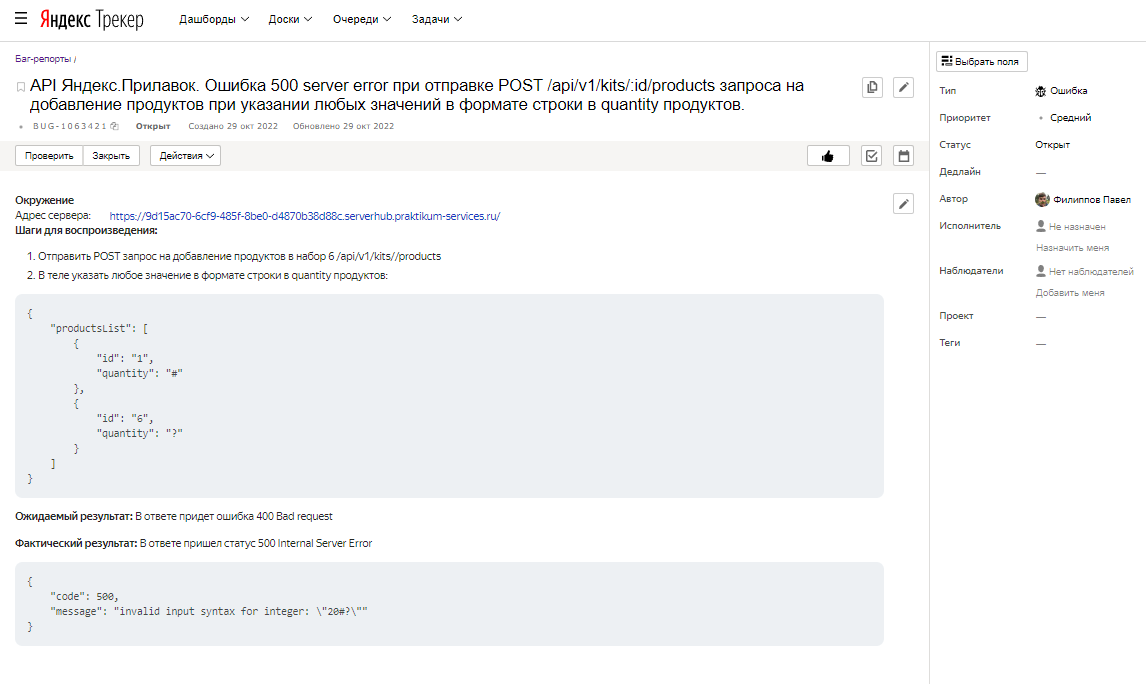 Яндекс Трекер
Дашборды
Доски
Очереди
Задачи
Баг-репорты /
API Яндекс.Прилавок. Ошибка 500 server error при отправке POST /api/v1/kits/:id/products запроса на
добавление продуктов при указании любых значений в формате строки в quantity продуктов.
BUG-1063421 Открыт Создано 29 окт 2022 Обновлено 29 окт 2022
Проверить Закрыть Действия
Окружение
Адрес сервера: https://9d15ac70-6cf9-485f-8be0-d4870b38d88c.serverhub.praktikum-services.ru/
Шаги для воспроизведения:
1. Отправить POST запрос на добавление продуктов в набор 6 /api/v1/kits//products
2. В теле указать любое значение в формате строки в quantity продуктов:
{
"productsList": [
{
"id": "1",
"quantity": "#"
},
{
"id": "6",
"quantity": "?"
}
]
}
Ожидаемый результат: В ответе придет ошибка 400 Bad request
Фактический результат: В ответе пришел статус 500 Internal Server Error
{
"code": 500,
"message": "invalid input syntax for integer: \"20#?\""
}
Выбрать поля
Тип Ошибка
Приоритет Средний
Статус Открыт
Дедлайн —
Автор Филиппов Павел
Исполнитель Не назначен
Назначить меня
Наблюдатели Нет наблюдателей
Добавить меня
Проект —
Теги —